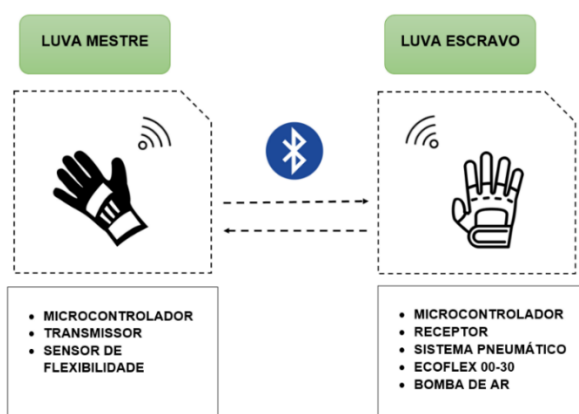 LUVA MESTRE
LUVA ESCRAVO
• MICROCONTROLADOR
• TRANSMISSOR
• SENSOR DE
FLEXIBILIDADE
• MICROCONTROLADOR
• RECEPTOR
• SISTEMA PNEUMÁTICO
• ECOFLEX 00-30
• BOMBA DE AR